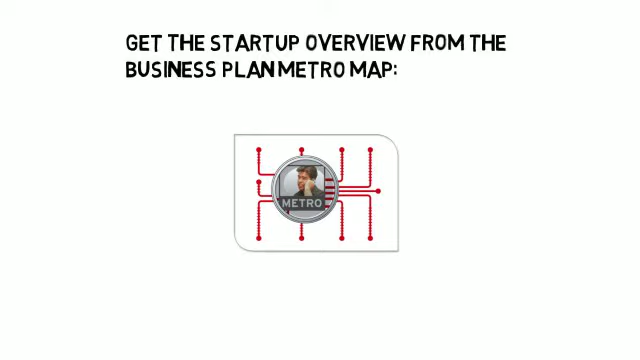 GET THE STARTUP OVERVIEW FROM THE
BUSINESS PLAN METRO MAP:
METRO